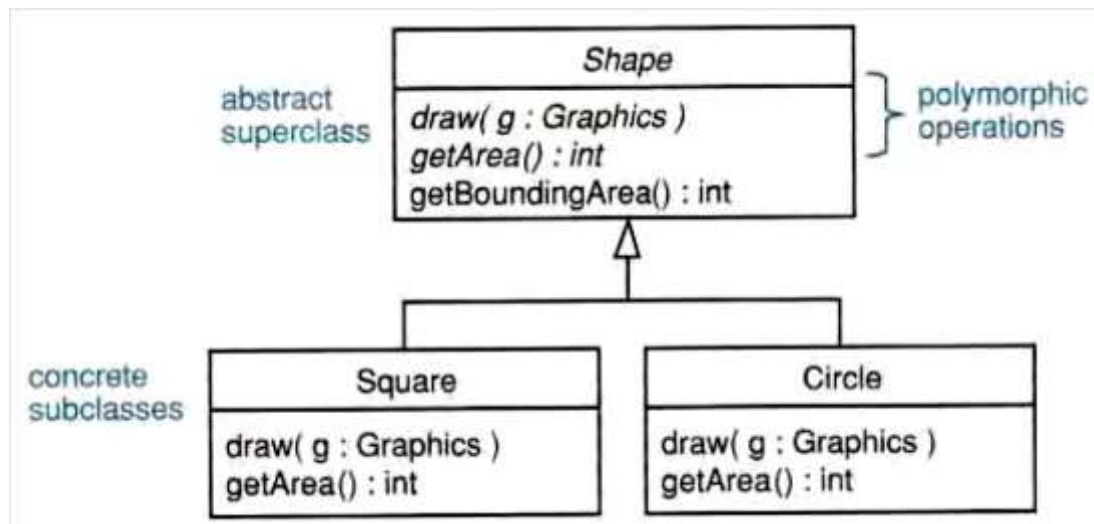 Shape
abstract
superclass
draw( g : Graphics )
getArea() : int
getBoundingArea() : int
polymorphic
operations
concrete
subclasses
Square
draw( g : Graphics )
getArea() : int
Circle
draw( g : Graphics )
getArea() : int